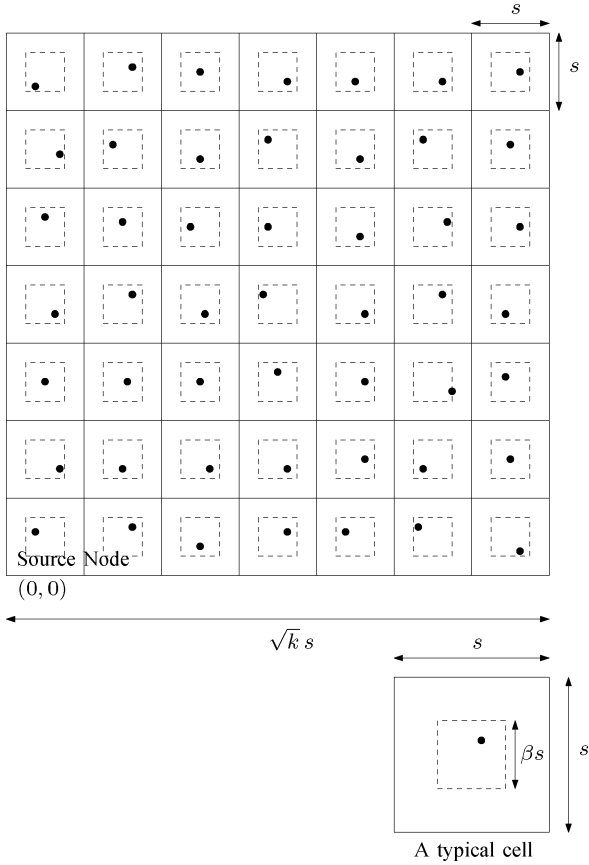 s
s
Source Node
(0, 0)
√k s
s
βs
s
A typical cell